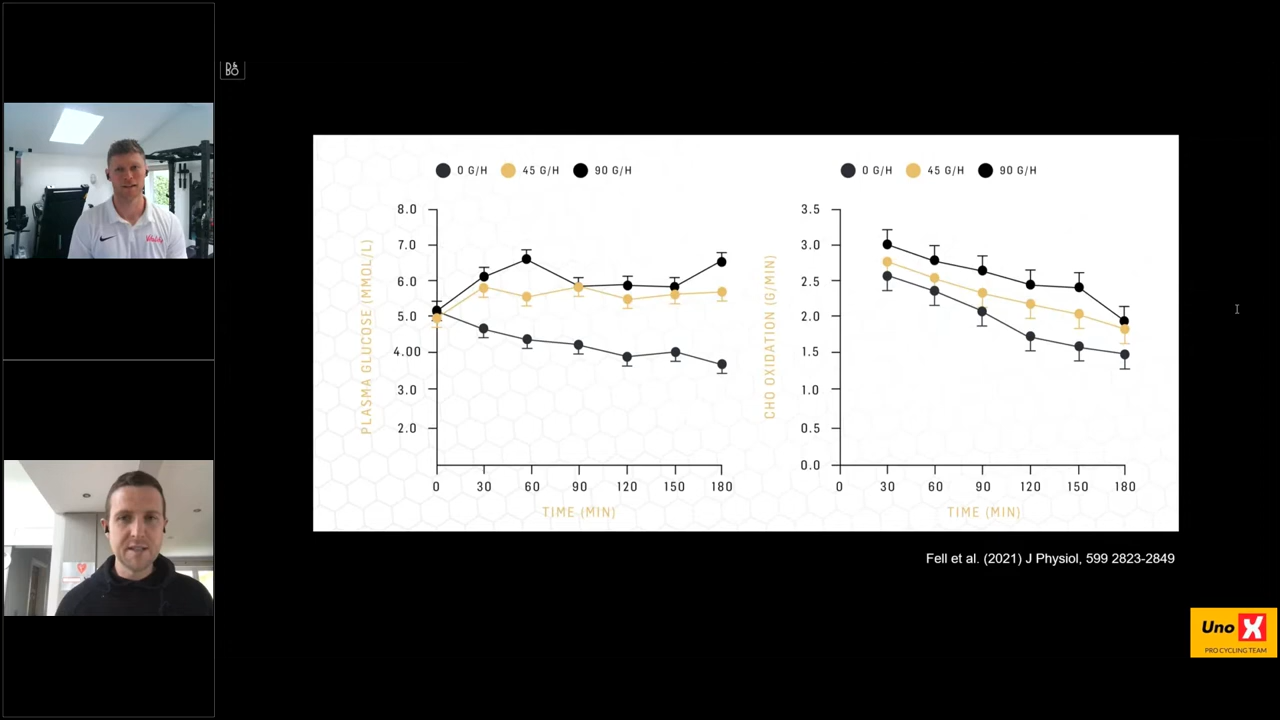 D&
BO
0 G/H 45 G/H 90 G/H
8.0
7.0
6.0
5.0
4.00
3.0
2.0
PLASMA GLUCOSE (MMOL/L)
0 30 60 90 120 150 180
TIME (MIN)
0 G/H 45 G/H 90 G/H
3.5
3.0
2.5
2.0
1.5
1.0
0.5
0.0
CHO OXIDATION (G/MIN)
0 30 60 90 120 150 180
TIME (MIN)
Fell et al. (2021) J Physiol, 599 2823-2849
Uno X
PRO CYCLING TEAM